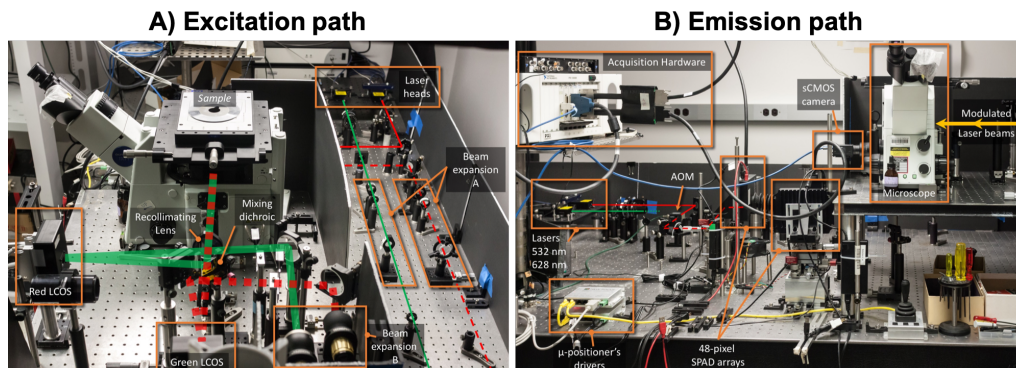 A) Excitation path
B) Emission path
Sample
Laser
heads
Beam
expansion
A
Recollimating
Lens
Mixing
dichroic
Red LCOS
Green LCOS
Beam
expansion
B
Acquisition Hardware
sCMOS
camera
Modulated
Laser beams
Microscope
AOM
Lasers
532 nm
628 nm
µ-positioner's
drivers
48-pixel
SPAD arrays